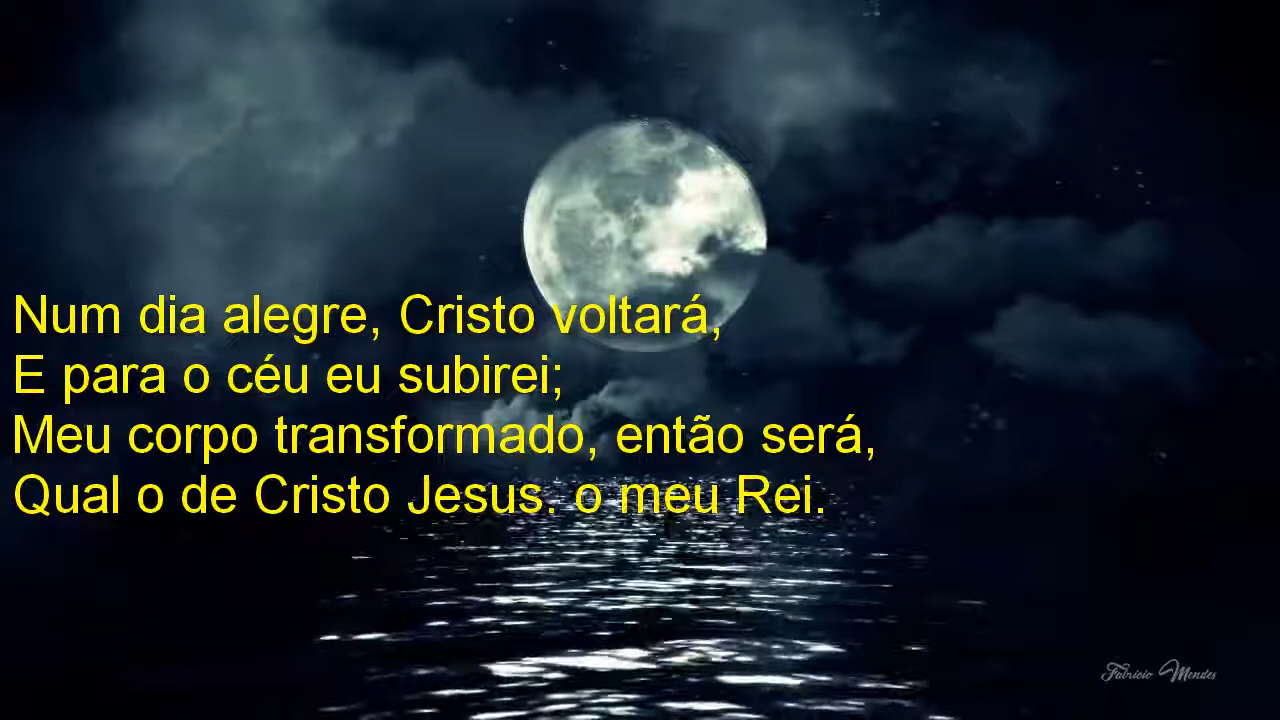 Num dia alegre, Cristo voltará,
E para o céu eu subirei;
Meu corpo transformado, então será,
Qual o de Cristo Jesus. o meu Rei.
Fabricio Mendes